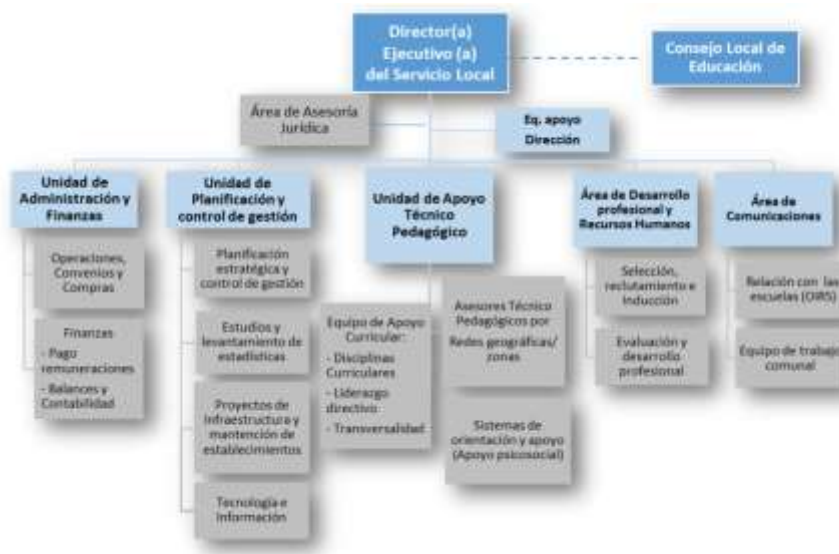 Director(a)
Ejecutivo (a)
del Servicio Local
Consejo Local de
Educación
Área de Asesoría
Jurídica
Eq. apoyo
Dirección
Unidad de
Administración y
Finanzas
Unidad de
Planificación y
control de gestión
Unidad de Apoyo
Técnico
Pedagógico
Área de Desarrollo
profesional y
Recursos Humanos
Área de
Comunicaciones
Operaciones,
Convenios y
Compras
Finanzas
- Pago
remuneraciones
- Balances y
Contabilidad
Planificación
estratégica y
control de gestión
Estudios y
levantamiento de
estadísticas
Proyectos de
Infraestructura y
mantención de
establecimientos
Tecnología e
Información
Equipo de Apoyo
Curricular:
- Disciplinas
Curriculares
- Liderazgo
directivo
- Transversalidad
Asesores Técnico
Pedagógicos por
Redes geográficas/
zonas
Sistemas de
orientación y apoyo
(Apoyo psicosocial)
Selección,
reclutamiento e
Inducción
Evaluación y
desarrollo
profesional
Relación con las
escuelas (OIRS)
Equipo de trabajo
comunal